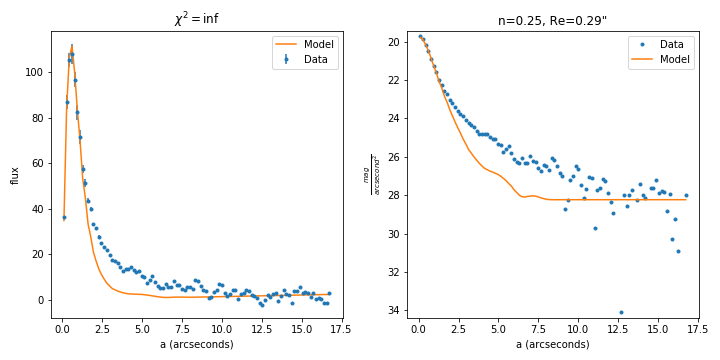 χ² = inf
Model
Data
flux
100
80
60
40
20
0
0.0 2.5 5.0 7.5 10.0 12.5 15.0 17.5
a (arcseconds)
n=0.25, Re=0.29"
Data
Model
mag
arcsecond²
20
22
24
26
28
30
32
34
0.0 2.5 5.0 7.5 10.0 12.5 15.0 17.5
a (arcseconds)